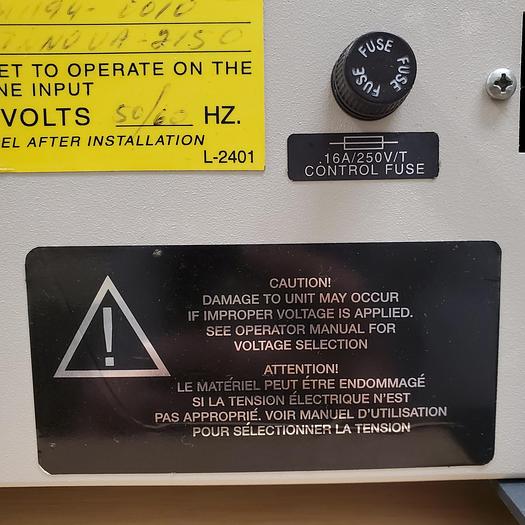 ET TO OPERATE ON THE
NE INPUT
VOLTS 50/60 HZ.
EL AFTER INSTALLATION
L-2401
FUSE FUSE FUSE
.16A/250V/T
CONTROL FUSE
CAUTION!
DAMAGE TO UNIT MAY OCCUR
IF IMPROPER VOLTAGE IS APPLIED.
SEE OPERATOR MANUAL FOR
VOLTAGE SELECTION
ATTENTION!
LE MATÉRIEL PEUT ÉTRE ENDOMMAGÉ
SI LA TENSION ÉLECTRIQUE N'EST
PAS APPROPRIÉ. VOIR MANUEL D'UTILISATION
POUR SÉLECTIONNER LA TENSION